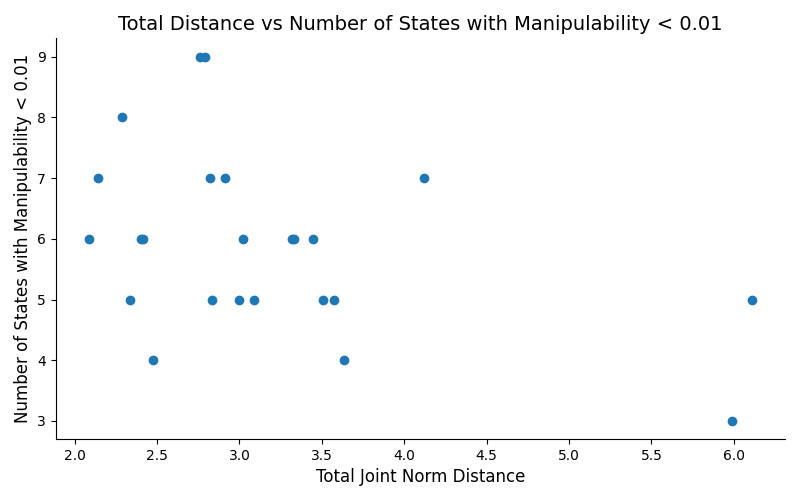 Total Distance vs Number of States with Manipulability < 0.01
Number of States with Manipulability < 0.01
9
8
7
6
5
4
3
2.0 2.5 3.0 3.5 4.0 4.5 5.0 5.5 6.0
Total Joint Norm Distance